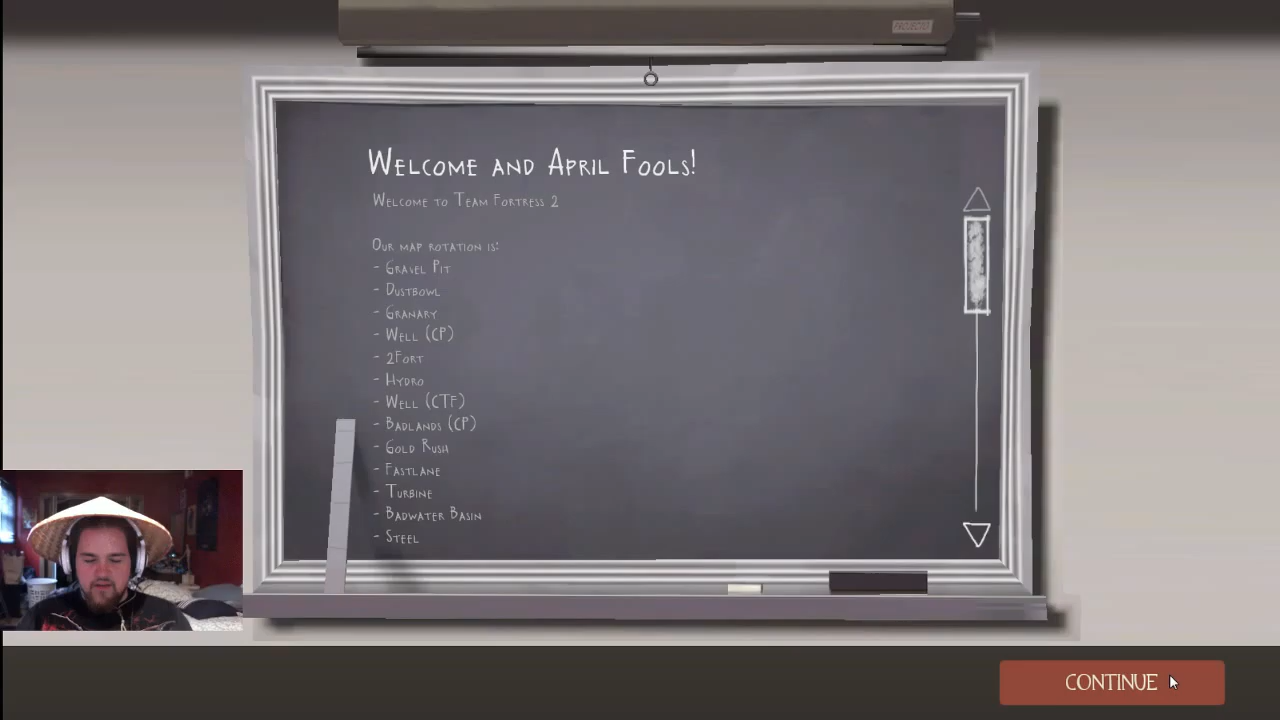 PROJECTO
Welcome and April Fools!
Welcome to Team Fortress 2
Our map rotation is:
- Gravel Pit
- Dustbowl
- Granary
- Well (CP)
- 2Fort
- Hydro
- Well (CTF)
- Badlands (CP)
- Gold Rush
- Fastlane
- Turbine
- Badwater Basin
- Steel
CONTINUE